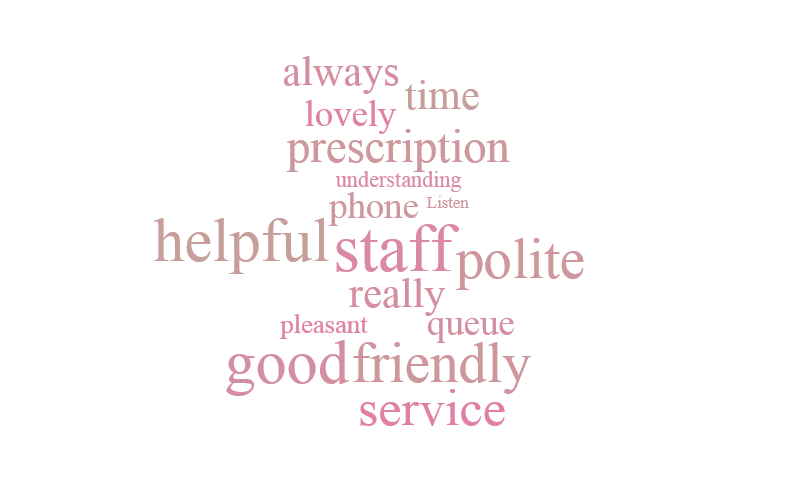 always
time
lovely
prescription
understanding
phone
Listen
helpful
staff
polite
really
pleasant
queue
good
friendly
service